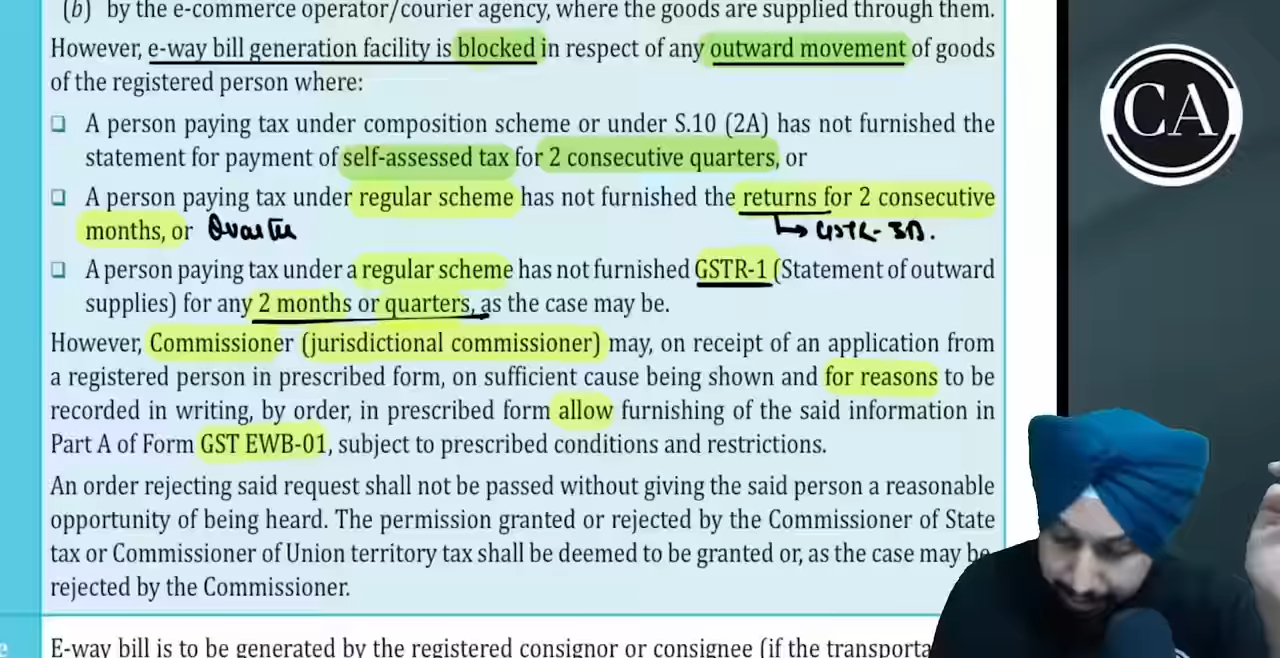 (b) by the e-commerce operator/courier agency, where the goods are supplied through them.
However, e-way bill generation facility is blocked in respect of any outward movement of goods
of the registered person where:
❑ A person paying tax under composition scheme or under S.10 (2A) has not furnished the
statement for payment of self-assessed tax for 2 consecutive quarters, or
❑ A person paying tax under regular scheme has not furnished the returns for 2 consecutive
months, or Quarter
GSTR-3B.
❑ A person paying tax under a regular scheme has not furnished GSTR-1 (Statement of outward
supplies) for any 2 months or quarters, as the case may be.
However, Commissioner (jurisdictional commissioner) may, on receipt of an application from
a registered person in prescribed form, on sufficient cause being shown and for reasons to be
recorded in writing, by order, in prescribed form allow furnishing of the said information in
Part A of Form GST EWB-01, subject to prescribed conditions and restrictions.
An order rejecting said request shall not be passed without giving the said person a reasonable
opportunity of being heard. The permission granted or rejected by the Commissioner of State
tax or Commissioner of Union territory tax shall be deemed to be granted or, as the case may be
rejected by the Commissioner.
E-way bill is to be generated by the registered consignor or consignee (if the
CA